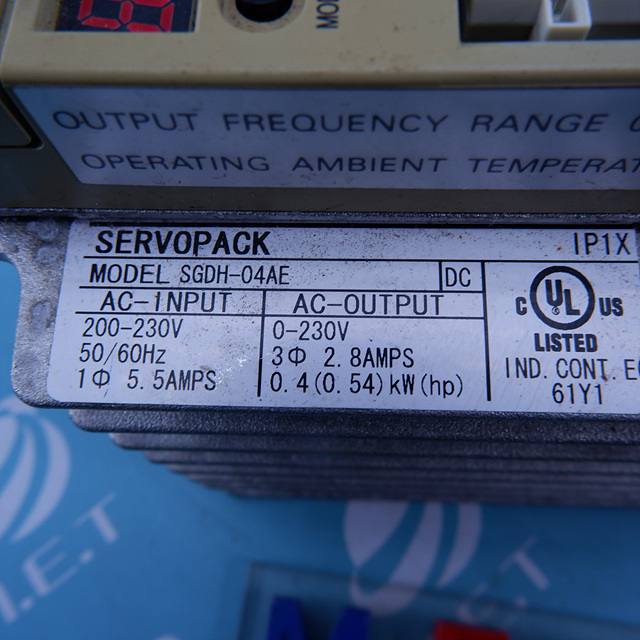 OUTPUT FREQUENCY RANGE
OPERATING AMBIENT TEMPERAT
SERVOPACK IP1X
MODEL SGDH-04AE DC
AC-INPUT AC-OUTPUT
200-230V 0-230V
50/60Hz 3Φ 2.8AMPS
1Φ 5.5AMPS 0.4(0.54)kW(hp)
C UL US
LISTED
IND. CONT. EQ
61Y1